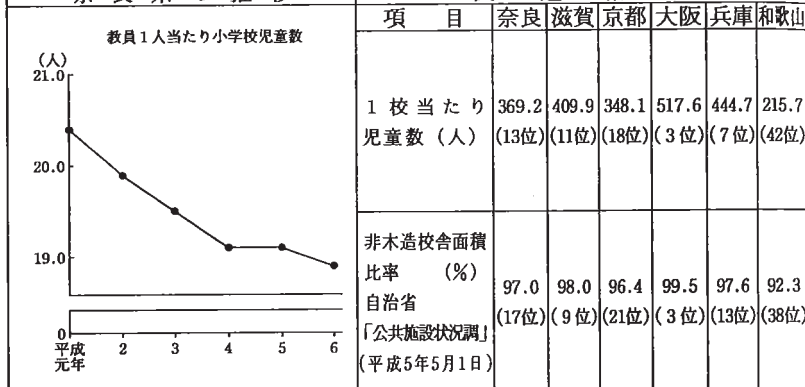 教員1人当たり小学校児童数
(人)
21.0
20.0
19.0
0
平成元年 2 3 4 5 6
項 目 奈良 滋賀 京都 大阪 兵庫 和歌山
1校当たり児童数(人) 369.2 409.9 348.1 517.6 444.7 215.7
(13位) (11位) (18位) (3位) (7位) (42位)
非木造校舎面積
比率 (%)
自治省
「公共施設状況調」
(平成5年5月1日)
97.0 98.0 96.4 99.5 97.6 92.3
(17位) (9位) (21位) (3位) (13位) (38位)